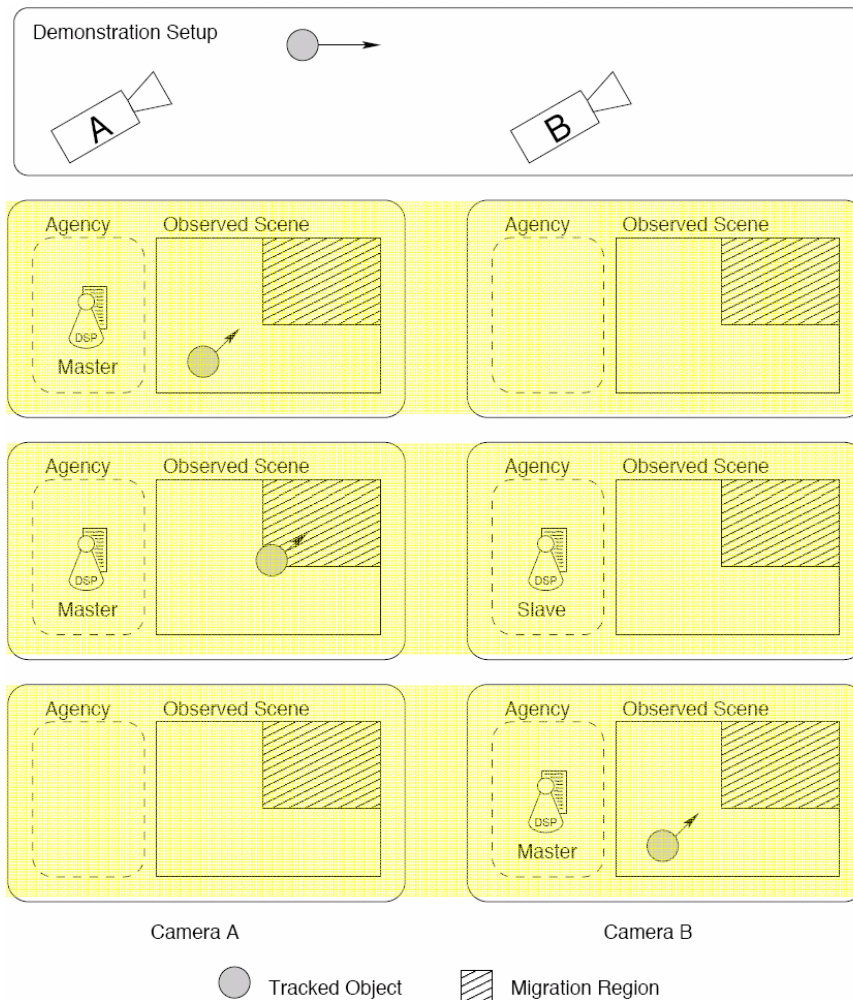 Demonstration Setup
A
B
Agency Observed Scene
DSP
Master
Agency Observed Scene
Agency Observed Scene
DSP
Master
Agency Observed Scene
DSP
Slave
Agency Observed Scene
Agency Observed Scene
DSP
Master
Camera A
Camera B
Tracked Object
Migration Region